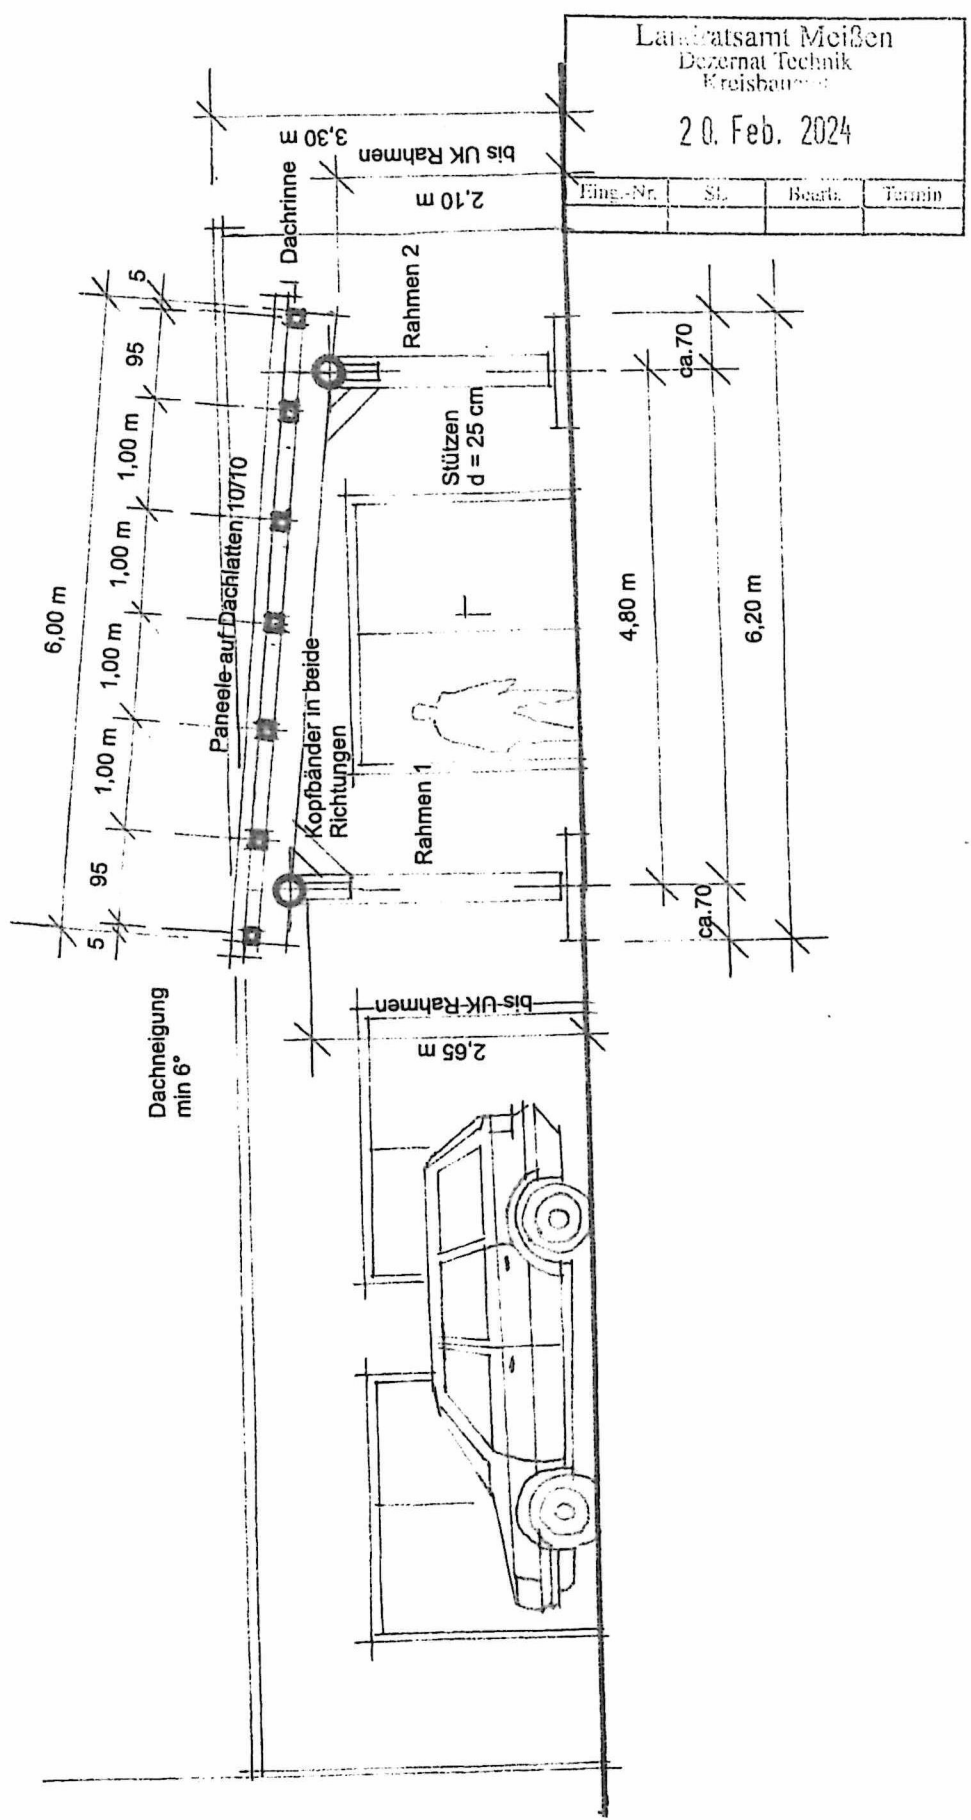 Landratsamt Meißen
Dezernat Technik
Kreisbauamt
20. Feb. 2024
Eing.-Nr. SL. Bearb. Termin
6,00 m
5 95 1,00 m 1,00 m 1,00 m 1,00 m 95 5
Dachneigung
min 6°
Paneele auf Dachlatten 10/10
Dachrinne
3,30 m
bis UK Rahmen
2,10 m
Kopfbänder in beide
Richtungen
Rahmen 1
Rahmen 2
Stützen
d = 25 cm
bis UK Rahmen
2,65 m
4,80 m
ca.70
ca.70
6,20 m